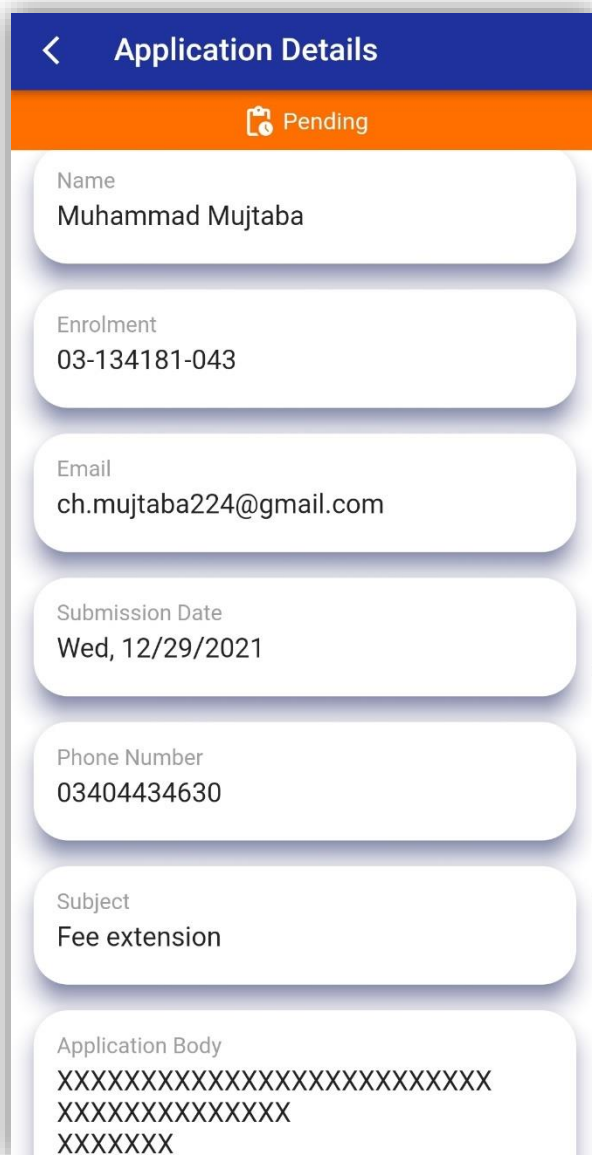 Application Details
Pending
Name
Muhammad Mujtaba
Enrolment
03-134181-043
Email
ch.mujtaba224@gmail.com
Submission Date
Wed, 12/29/2021
Phone Number
03404434630
Subject
Fee extension
Application Body
XXXXXXXXXXXXXXXXXXXXXXXXXX
XXXXXXXXXXXXXX
XXXXXXX